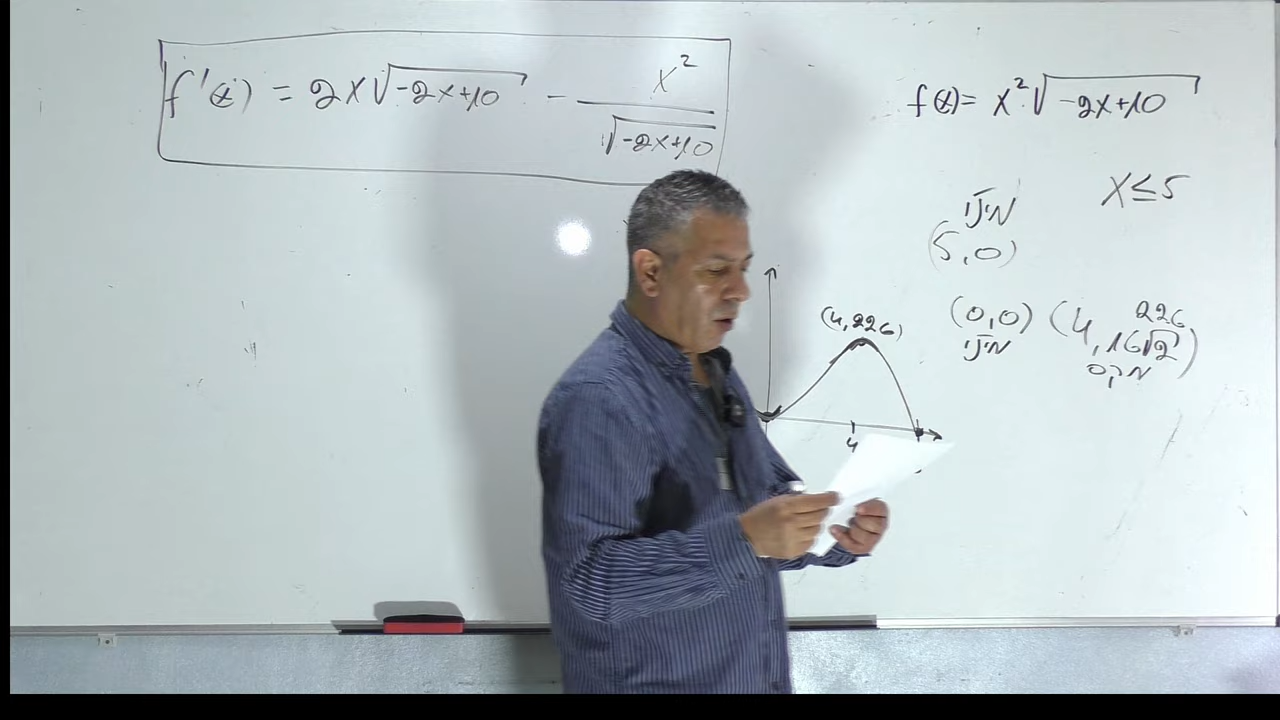 f'(x) = 2x√(-2x+10) - x²/√(-2x+10)
f(x) = x²√(-2x+10)
x ≤ 5
מינ'
(5,0)
(0,0) מינ'
(4,16√2) 226
מקס
(4,226)
4